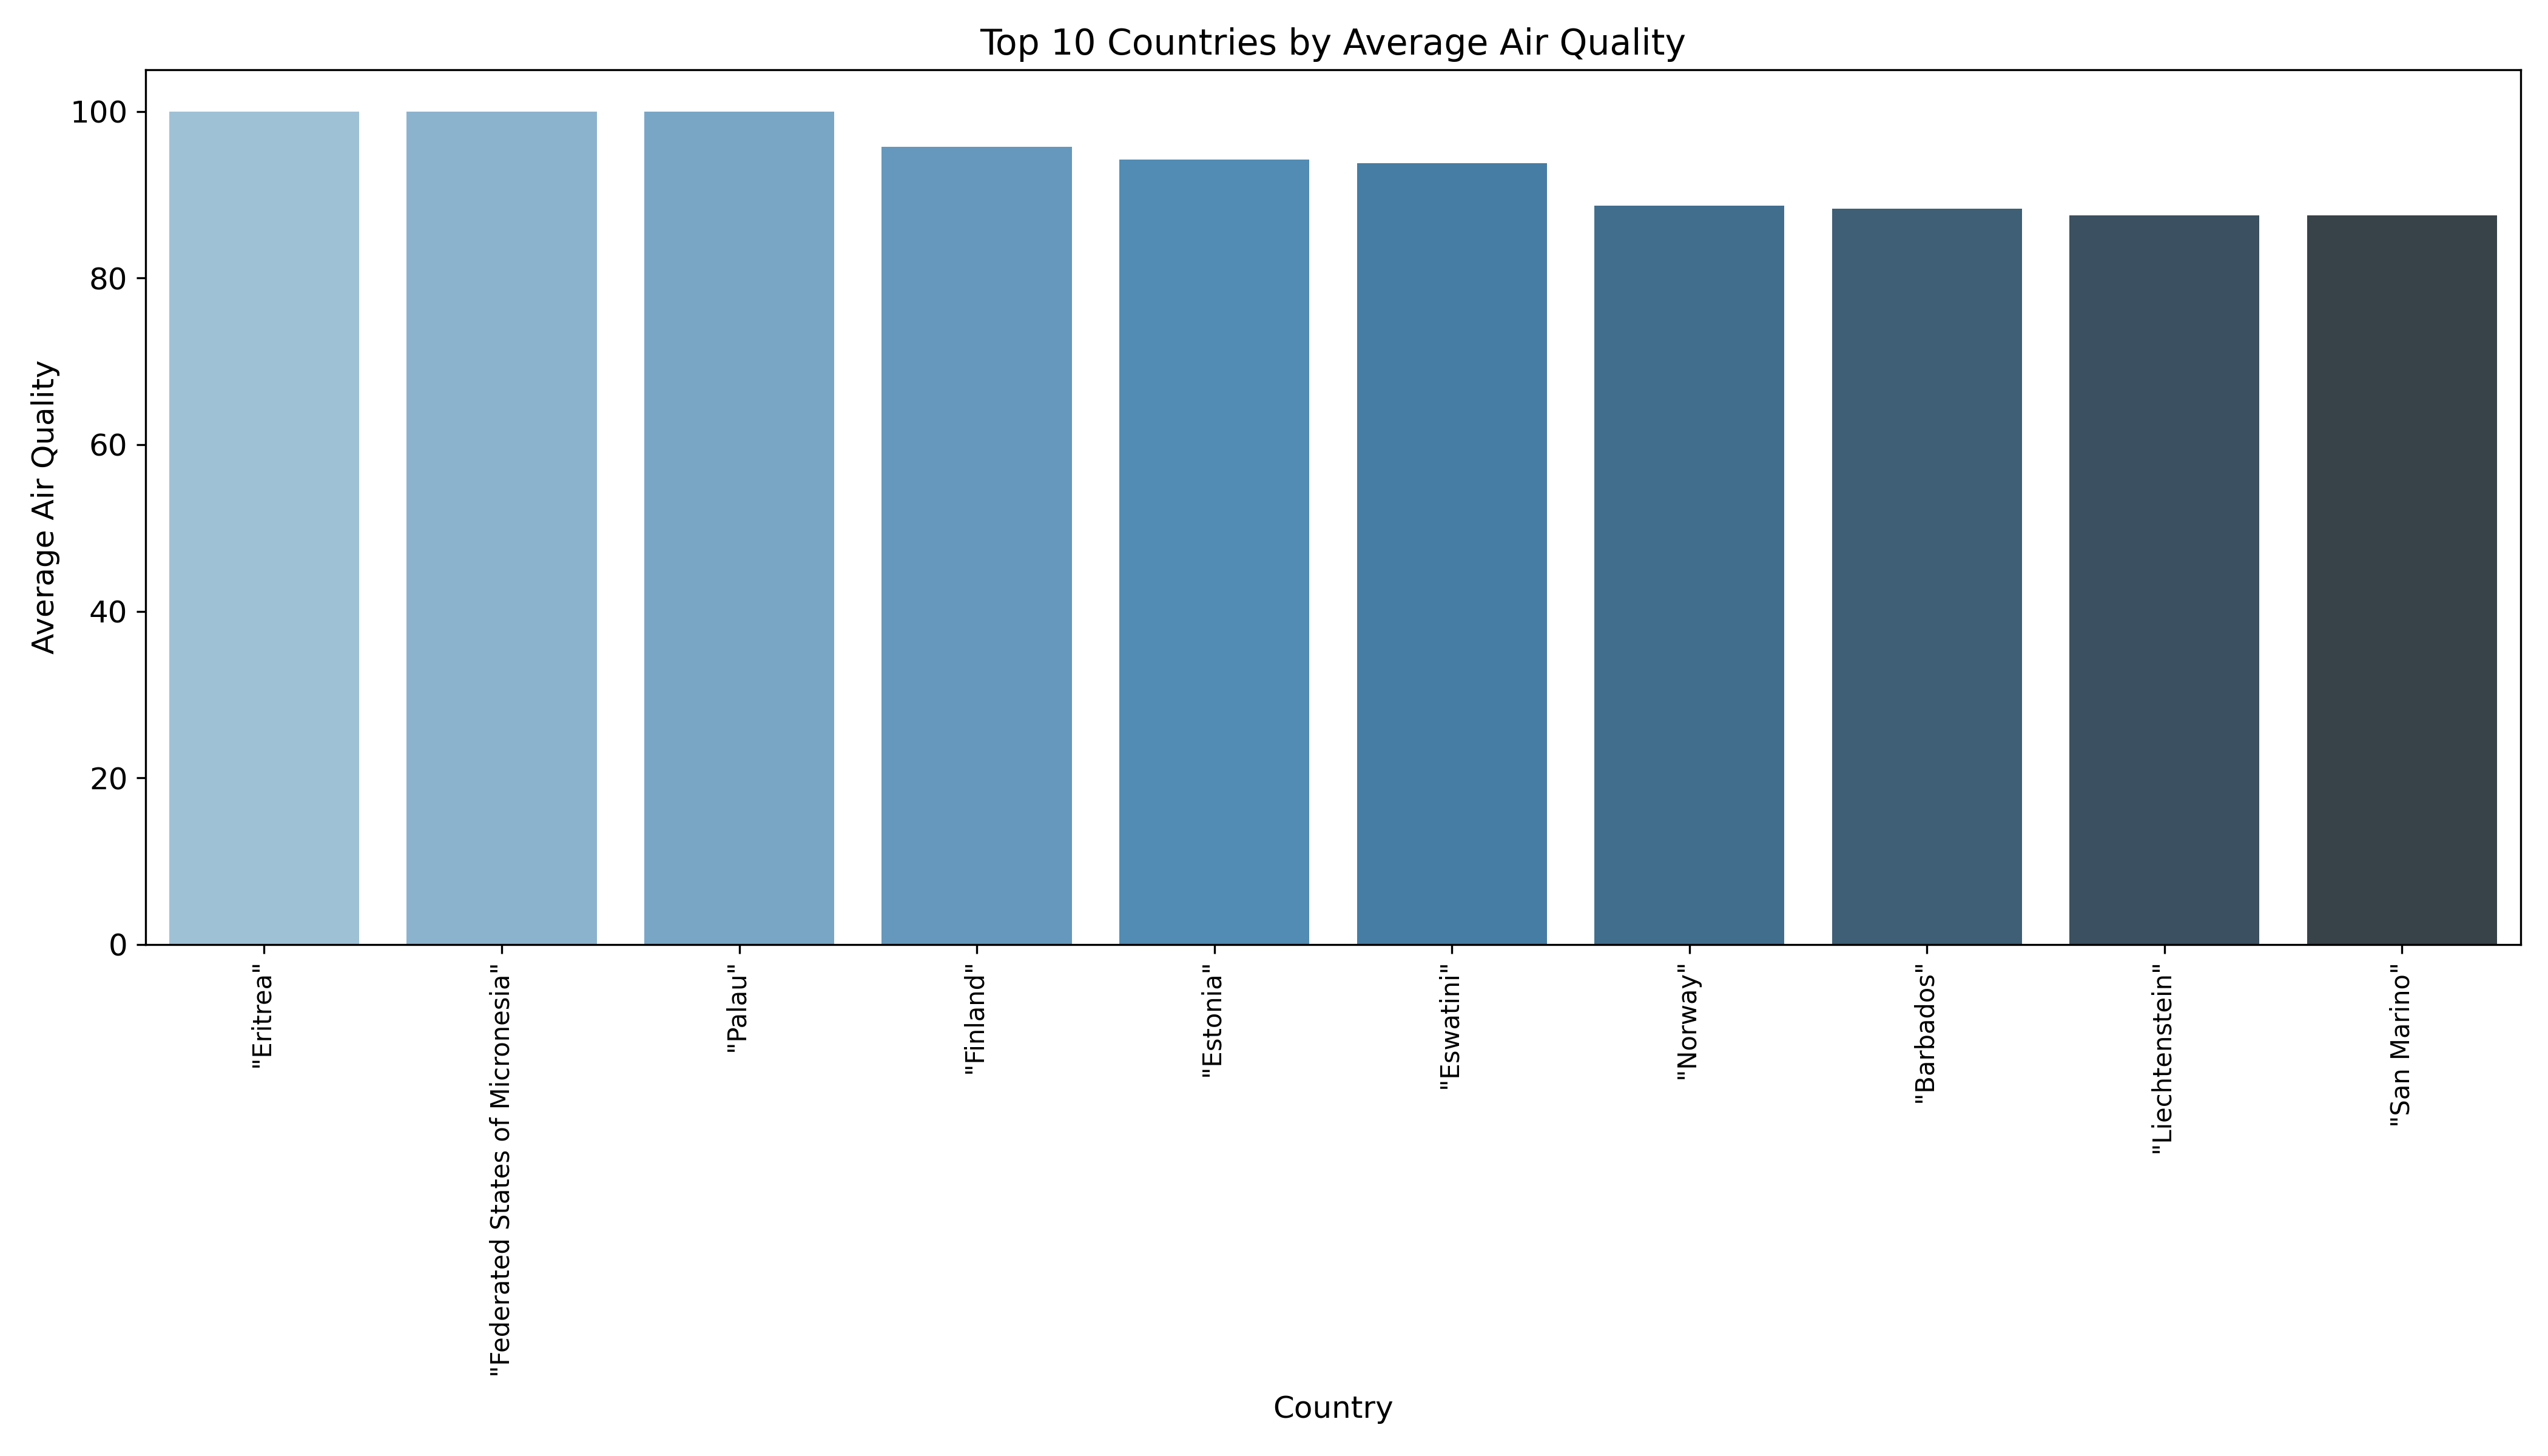 Top 10 Countries by Average Air Quality
Average Air Quality
100
80
60
40
20
0
"Eritrea"
"Federated States of Micronesia"
"Palau"
"Finland"
"Estonia"
"Eswatini"
"Norway"
"Barbados"
"Liechtenstein"
"San Marino"
Country